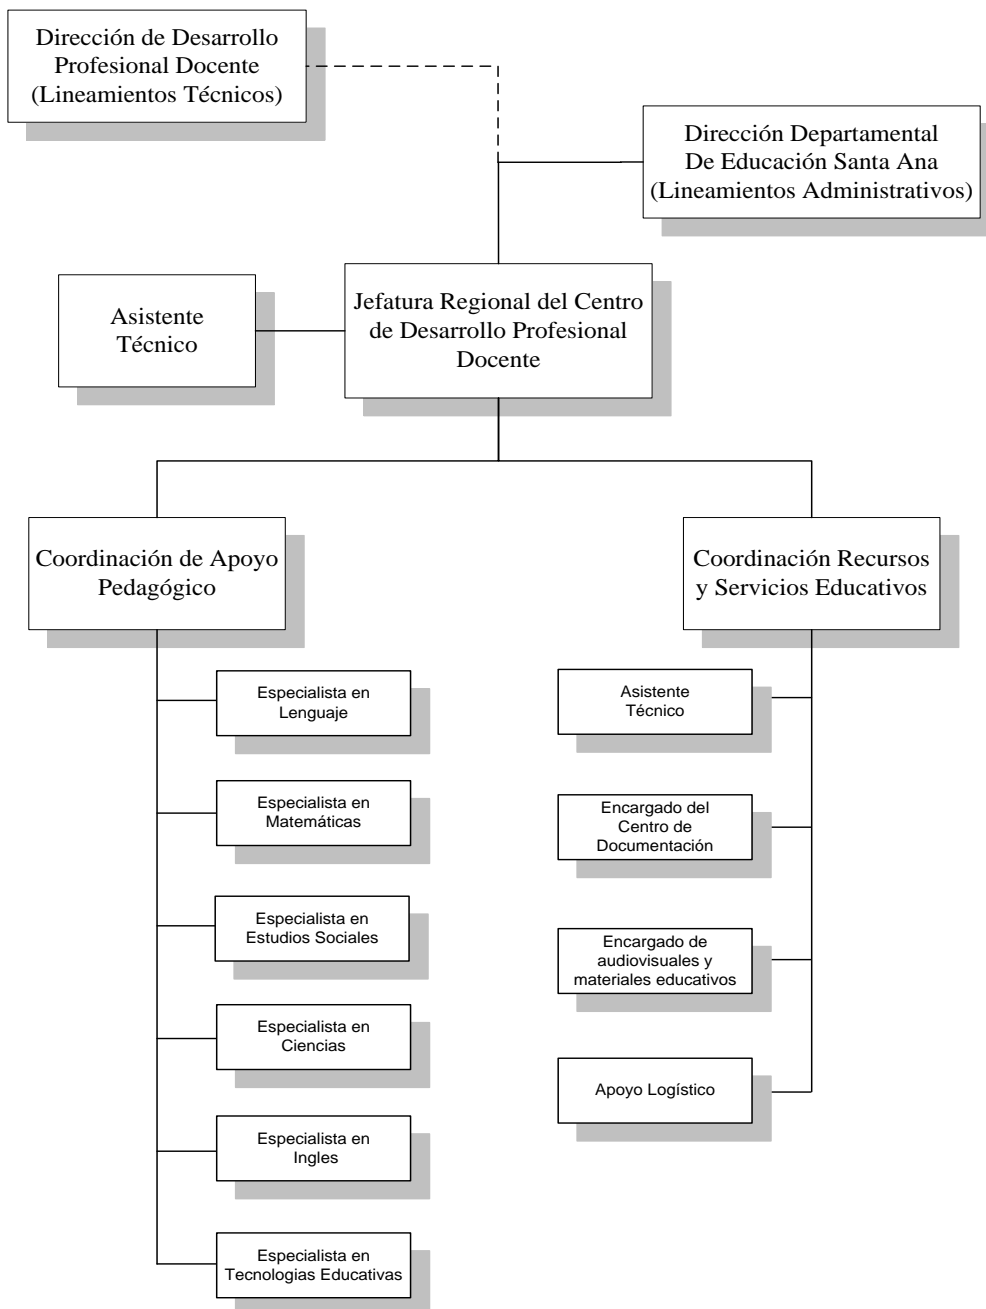 Dirección de Desarrollo
Profesional Docente
(Lineamientos Técnicos)
Dirección Departamental
De Educación Santa Ana
(Lineamientos Administrativos)
Jefatura Regional del Centro
de Desarrollo Profesional
Docente
Asistente
Técnico
Coordinación de Apoyo
Pedagógico
Coordinación Recursos
y Servicios Educativos
Especialista en
Lenguaje
Especialista en
Matemáticas
Especialista en
Estudios Sociales
Especialista en
Ciencias
Especialista en
Ingles
Especialista en
Tecnologias Educativas
Asistente
Técnico
Encargado del
Centro de
Documentación
Encargado de
audiovisuales y
materiales educativos
Apoyo Logístico